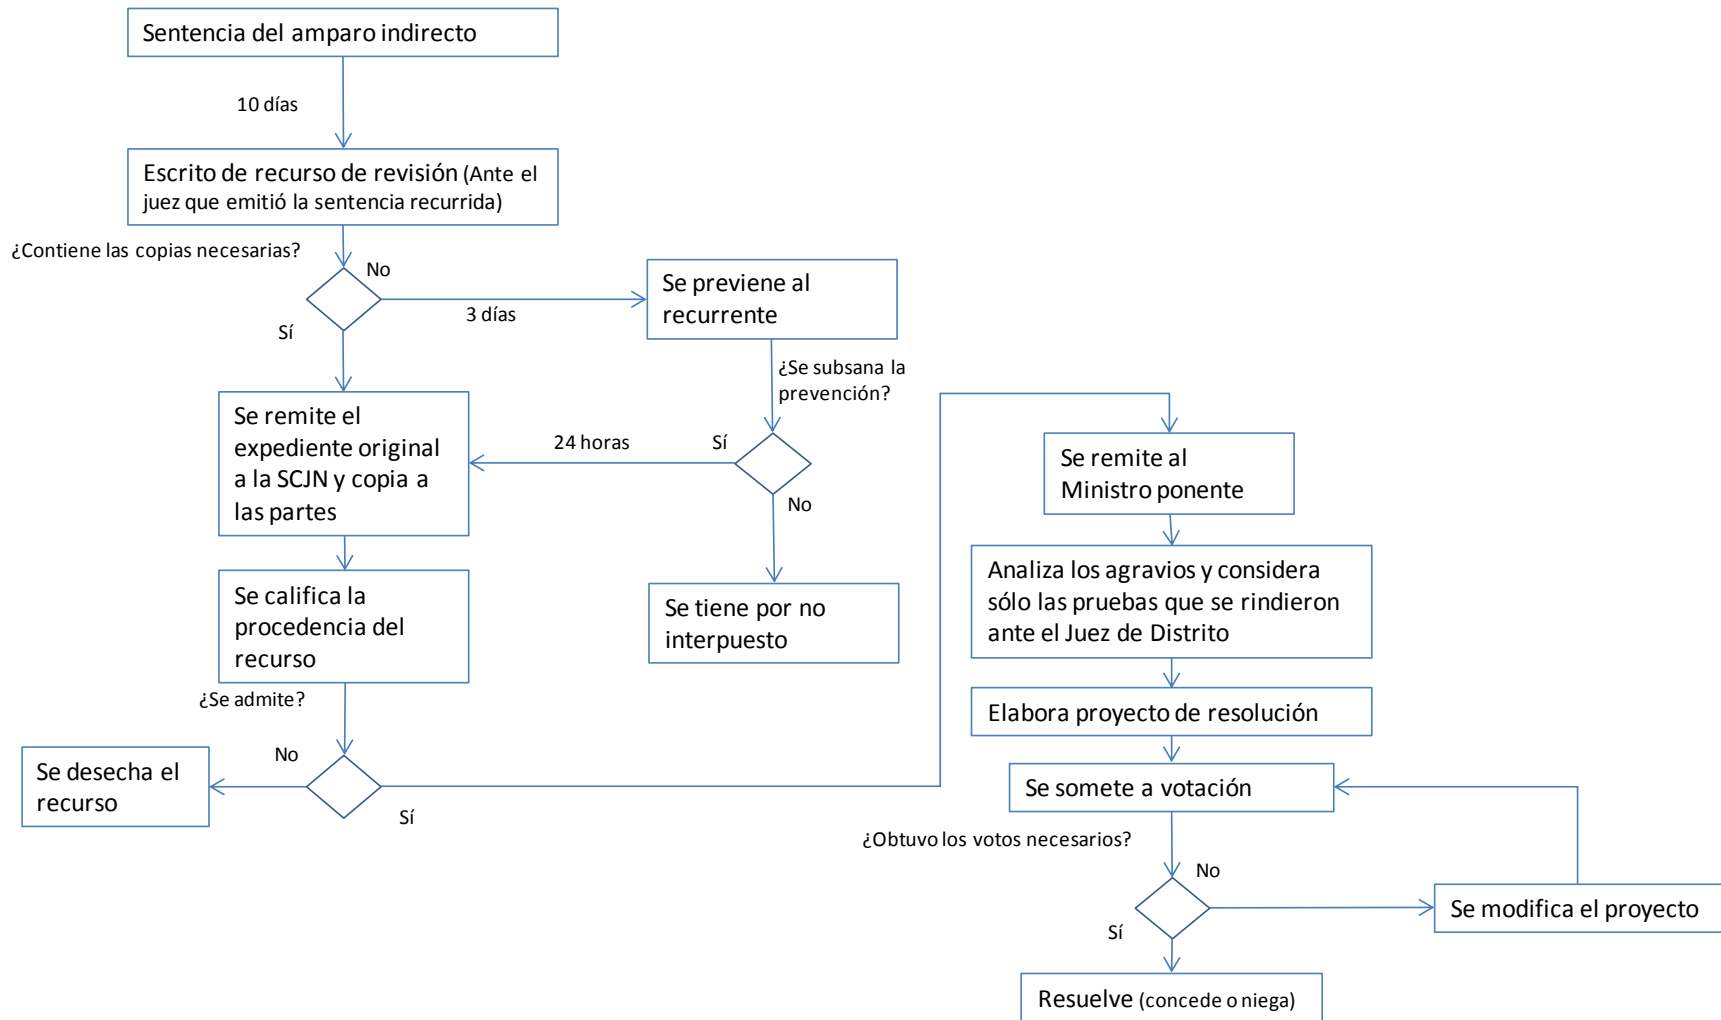 Sentencia del amparo indirecto
10 días
Escrito de recurso de revisión (Ante el
juez que emitió la sentencia recurrida)
¿Contiene las copias necesarias?
No
Sí
3 días
Se previene al
recurrente
¿Se subsana la
prevención?
Sí
24 horas
No
Se tiene por no
interpuesto
Se remite el
expediente original
a la SCJN y copia a
las partes
Se califica la
procedencia del
recurso
¿Se admite?
No
Sí
Se desecha el
recurso
Se remite al
Ministro ponente
Analiza los agravios y considera
sólo las pruebas que se rindieron
ante el Juez de Distrito
Elabora proyecto de resolución
Se somete a votación
¿Obtuvo los votos necesarios?
No
Sí
Se modifica el proyecto
Resuelve (concede o niega)